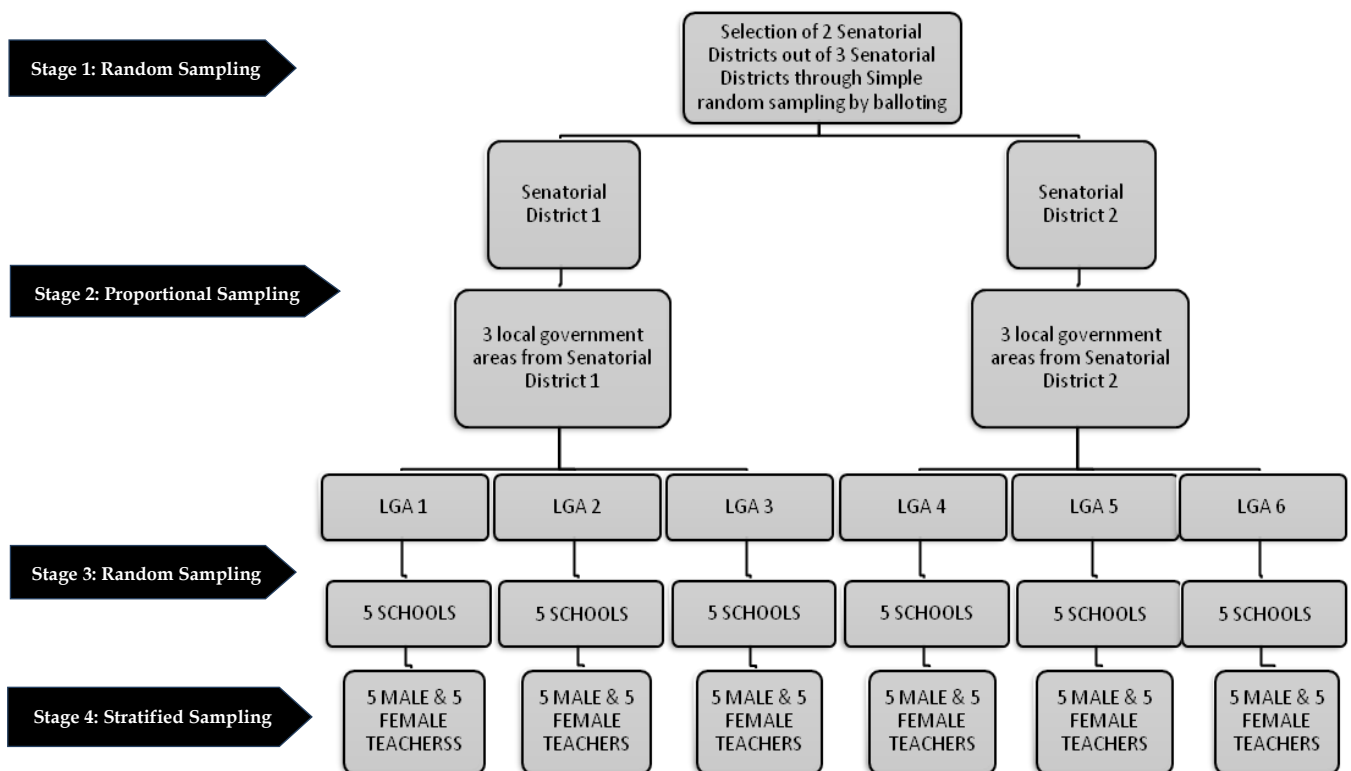 Stage 1: Random Sampling
Selection of 2 Senatorial
Districts out of 3 Senatorial
Districts through Simple
random sampling by balloting
Senatorial
District 1
Senatorial
District 2
Stage 2: Proportional Sampling
3 local government
areas from Senatorial
District 1
3 local government
areas from Senatorial
District 2
LGA 1
LGA 2
LGA 3
LGA 4
LGA 5
LGA 6
Stage 3: Random Sampling
5 SCHOOLS
5 SCHOOLS
5 SCHOOLS
5 SCHOOLS
5 SCHOOLS
5 SCHOOLS
Stage 4: Stratified Sampling
5 MALE & 5
FEMALE
TEACHERSS
5 MALE & 5
FEMALE
TEACHERS
5 MALE & 5
FEMALE
TEACHERS
5 MALE & 5
FEMALE
TEACHERS
5 MALE & 5
FEMALE
TEACHERS
5 MALE & 5
FEMALE
TEACHERS